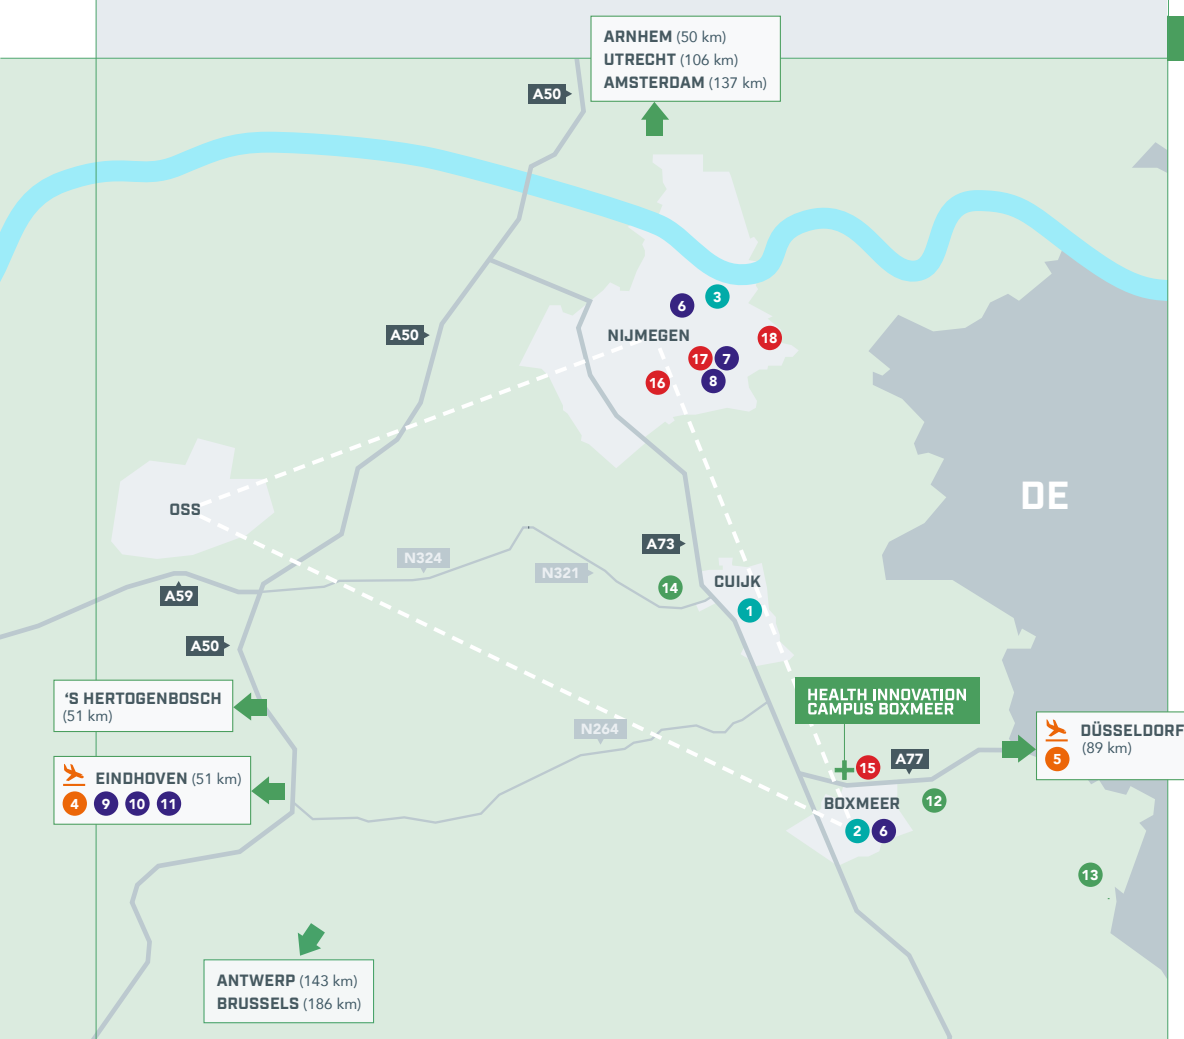 ARNHEM (50 km)
UTRECHT (106 km)
AMSTERDAM (137 km)
A50
3
6
A50
NIJMEGEN
18
17
7
16
8
DE
OSS
A73
N324
N321
CUIJK
14
A59
1
A50
'S HERTOGENBOSCH
(51 km)
HEALTH INNOVATION
CAMPUS BOXMEER
N264
DÜSSELDORF
(89 km)
5
A77
15
EINDHOVEN (51 km)
4 9 10 11
BOXMEER
12
2 6
13
ANTWERP (143 km)
BRUSSELS (186 km)